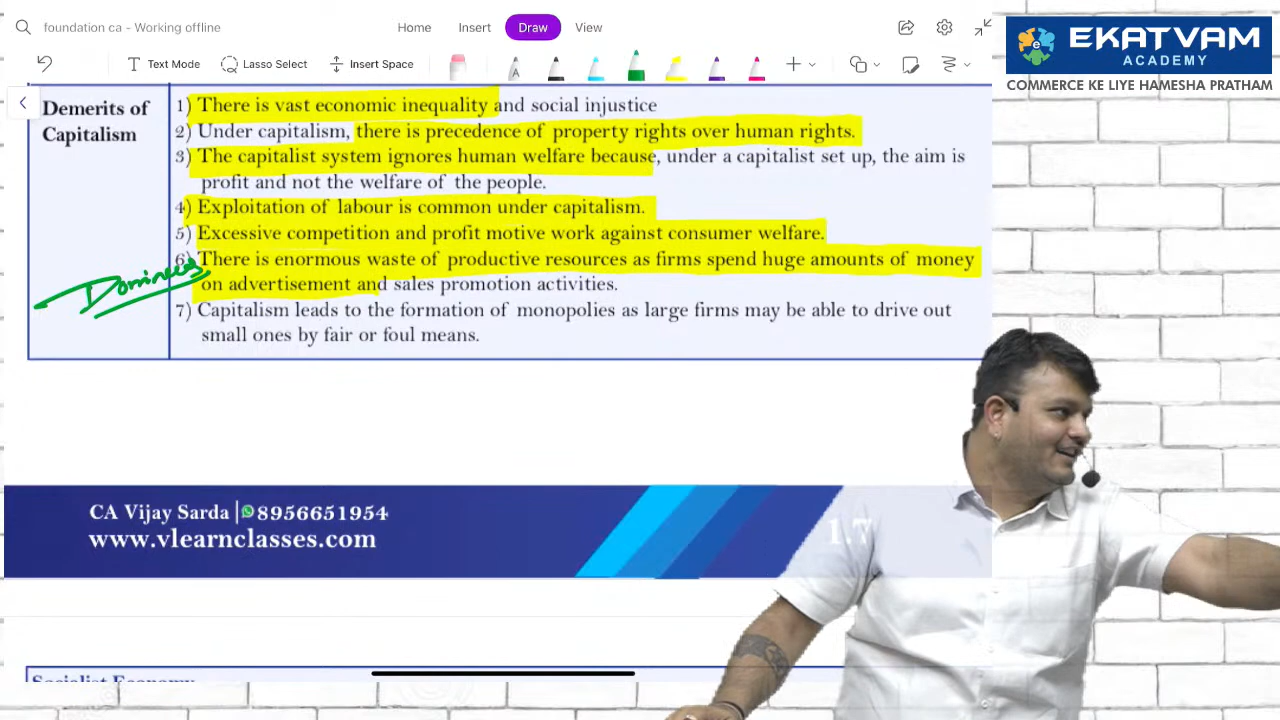 foundation ca - Working offline
Home
Insert
Draw
View
Text Mode
Lasso Select
Insert Space
A
EKATVAM
ACADEMY
COMMERCE KE LIYE HAMESHA PRATHAM
Demerits of
Capitalism
1) There is vast economic inequality and social injustice
2) Under capitalism, there is precedence of property rights over human rights.
3) The capitalist system ignores human welfare because, under a capitalist set up, the aim is
profit and not the welfare of the people.
4) Exploitation of labour is common under capitalism.
5) Excessive competition and profit motive work against consumer welfare.
6) There is enormous waste of productive resources as firms spend huge amounts of money
on advertisement and sales promotion activities.
7) Capitalism leads to the formation of monopolies as large firms may be able to drive out
small ones by fair or foul means.
CA Vijay Sarda | 8956651954
www.vlearnclasses.com
1.7
Socialist Economy